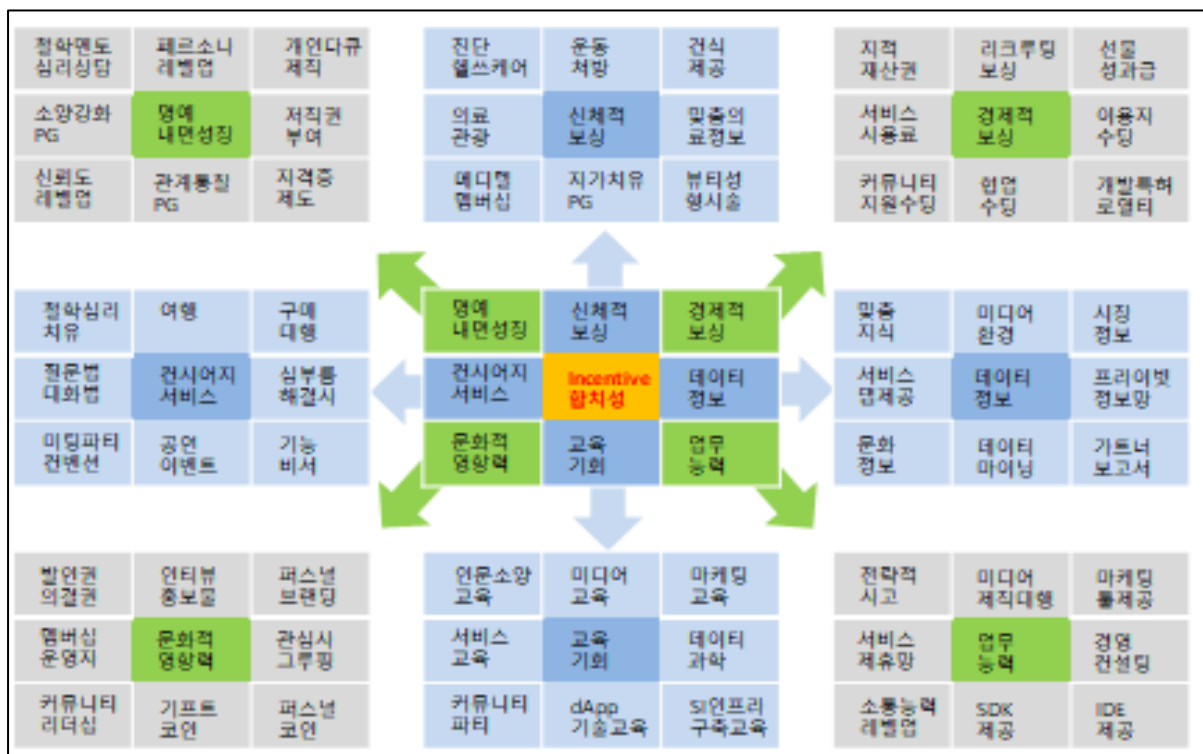 철학멘토
심리상담
페르소나
레벨업
개인다큐
제작
소양강화
PG
명예
내면성장
저작권
부여
신뢰도
레벨업
관계통찰
PG
자격증
제도
진단
헬쓰케어
운동
처방
건식
제공
의료
관광
신체적
보상
맞춤의
료정보
메디텔
멤버십
자가치유
PG
뷰티성
형시술
지적
재산권
리크루팅
보상
선물
성과급
서비스
사용료
경제적
보상
이용자
수당
커뮤니티
지원수당
협업
수당
개발특허
로열티
철학심리
치유
여행
구매
대행
질문법
대화법
컨시어지
서비스
심부름
해결사
미팅파티
컨벤션
공연
이벤트
기능
비서
명예
내면성장
신체적
보상
경제적
보상
컨시어지
서비스
Incentive
합치성
데이터
정보
문화적
영향력
교육
기회
업무
능력
맞춤
지식
미디어
환경
시장
정보
서비스
맵제공
데이터
정보
프라이빗
정보망
문화
정보
데이터
마이닝
가트너
보고서
발언권
의결권
인터뷰
홍보물
퍼스널
브랜딩
멤버십
운영자
문화적
영향력
관심사
그루핑
커뮤니티
리더십
기프트
코인
퍼스널
코인
인문소양
교육
미디어
교육
마케팅
교육
서비스
교육
교육
기회
데이터
과학
커뮤니티
파티
dApp
기술교육
SI인프라
구축교육
전략적
사고
미디어
제작대행
마케팅
툴제공
서비스
제휴망
업무
능력
경영
컨설팅
소통능력
레벨업
SDK
제공
IDE
제공